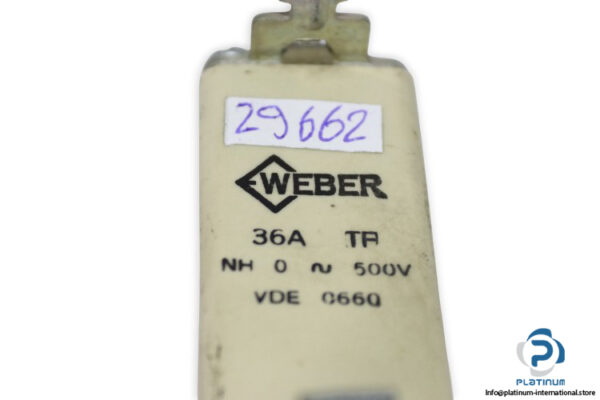 29662
WEBER
36A TR
NH 0 ~ 500V
VDE 0660
PLATINUM
Info@platinum-international.store